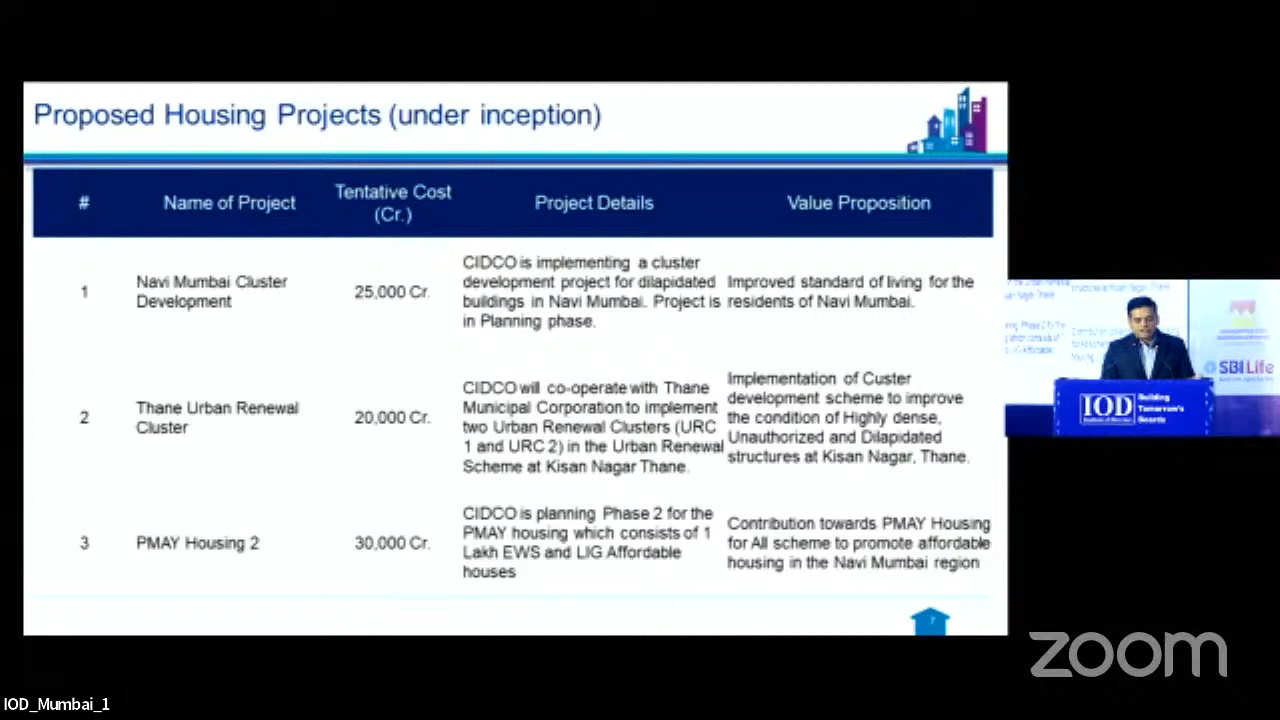 Proposed Housing Projects (under inception)
# Name of Project Tentative Cost (Cr.) Project Details Value Proposition
1
Navi Mumbai Cluster
Development
25,000 Cr.
CIDCO is implementing a cluster
development project for dilapidated
buildings in Navi Mumbai. Project is
in Planning phase.
Improved standard of living for the
residents of Navi Mumbai.
2
Thane Urban Renewal
Cluster
20,000 Cr.
CIDCO will co-operate with Thane
Municipal Corporation to implement
two Urban Renewal Clusters (URC
1 and URC 2) in the Urban Renewal
Scheme at Kisan Nagar Thane.
Implementation of Custer
development scheme to improve
the condition of Highly dense,
Unauthorized and Dilapidated
structures at Kisan Nagar, Thane.
3
PMAY Housing 2
30,000 Cr.
CIDCO is planning Phase 2 for the
PMAY housing which consists of 1
Lakh EWS and LIG Affordable
houses
Contribution towards PMAY Housing
for All scheme to promote affordable
housing in the Navi Mumbai region
7
SBI Life
IOD
Building
Tomorrow's
Boards
zoom
IOD_Mumbai_1